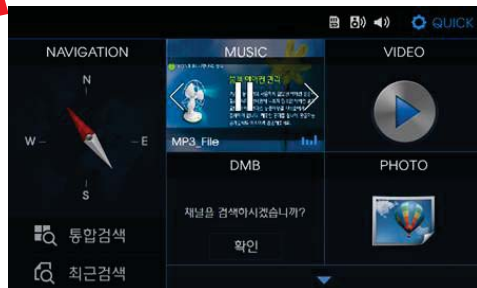 QUICK
NAVIGATION
N
W
E
S
통합검색
최근검색
MUSIC
MP3_File
DMB
채널을 검색하시겠습니까?
확인
VIDEO
PHOTO